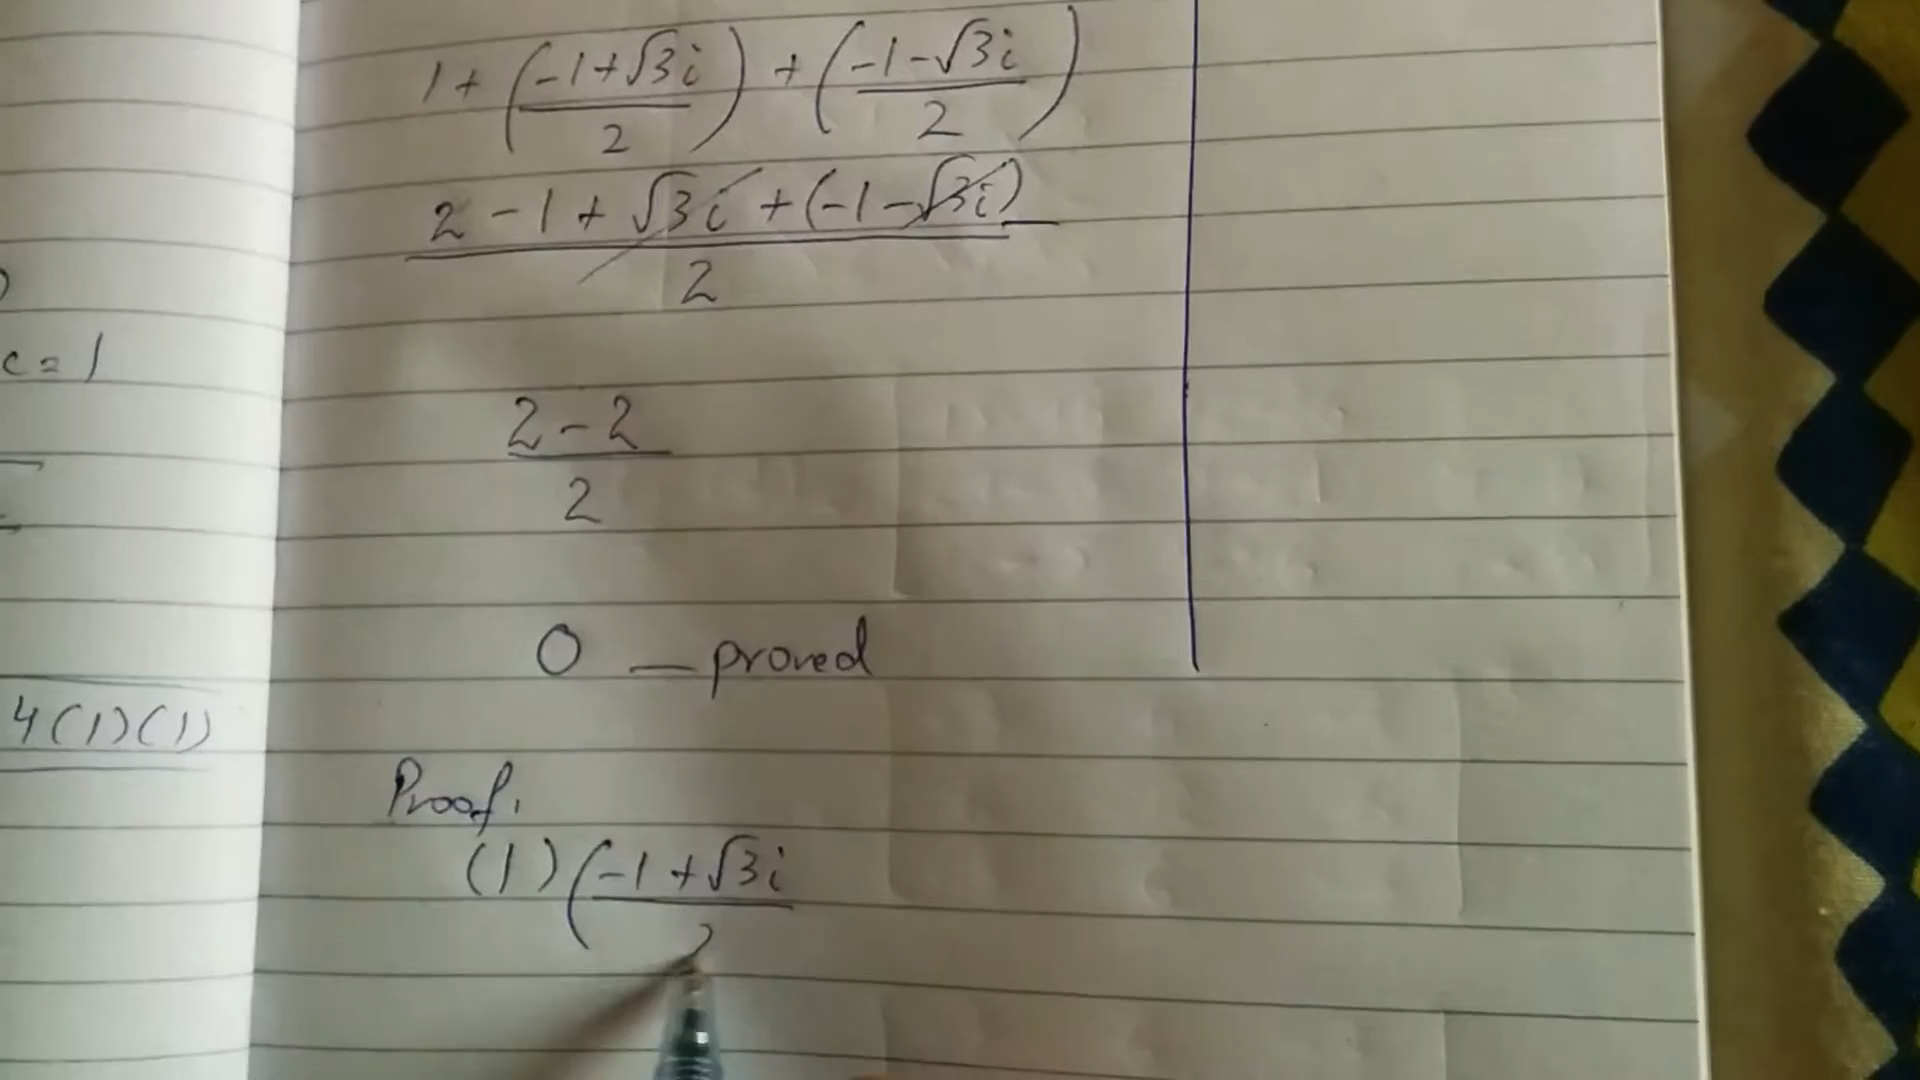 c = 1
4(1)(1)
1 + (-1+√3i / 2) + (-1-√3i / 2)
2 - 1 + √3i + (-1 - √3i)
2
2 - 2
2
0 — proved
Proof.
(1) (-1 + √3i
2